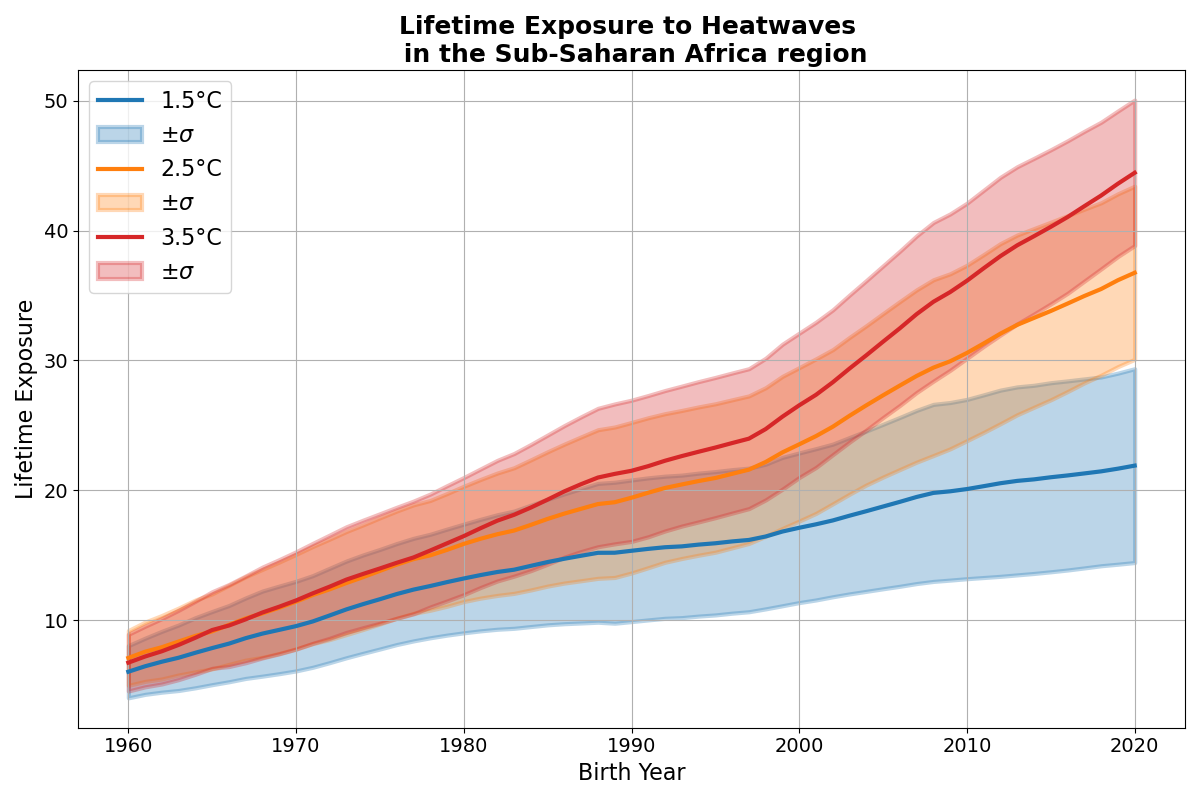 Lifetime Exposure to Heatwaves
in the Sub-Saharan Africa region
1.5°C
±σ
2.5°C
±σ
3.5°C
±σ
Lifetime Exposure
50
40
30
20
10
1960 1970 1980 1990 2000 2010 2020
Birth Year